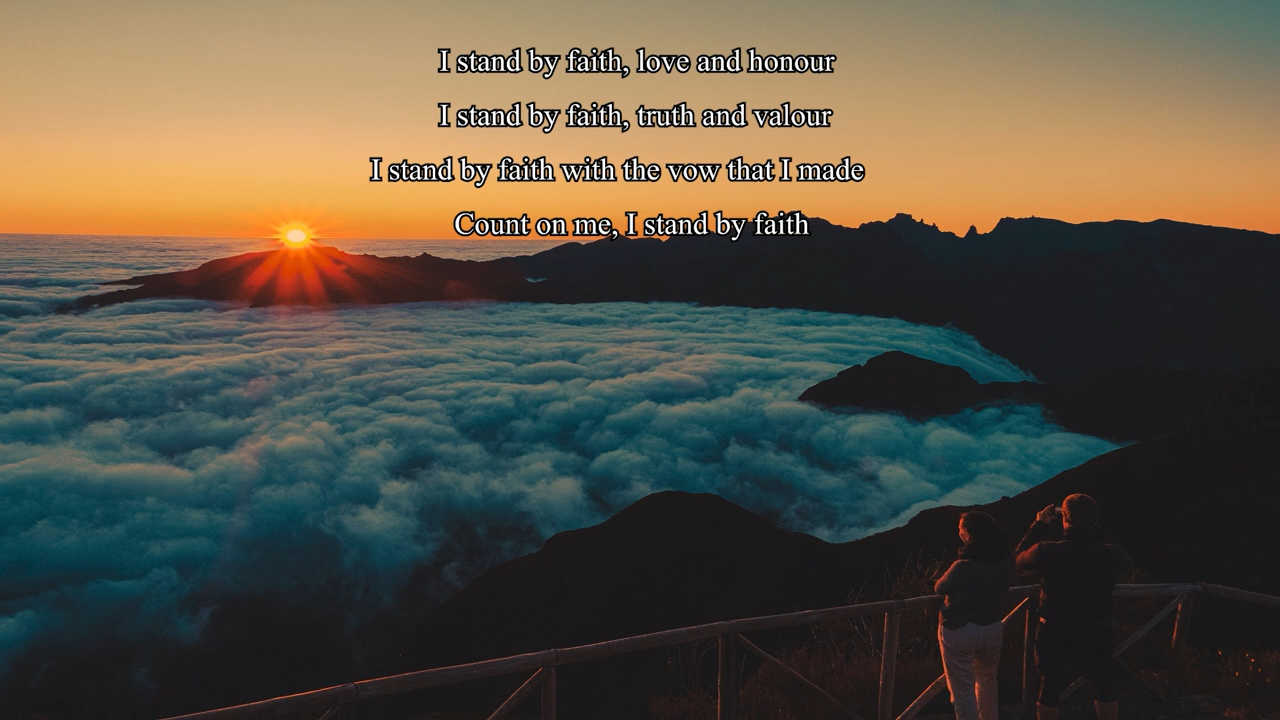 I stand by faith, love and honour
I stand by faith, truth and valour
I stand by faith with the vow that I made
Count on me, I stand by faith